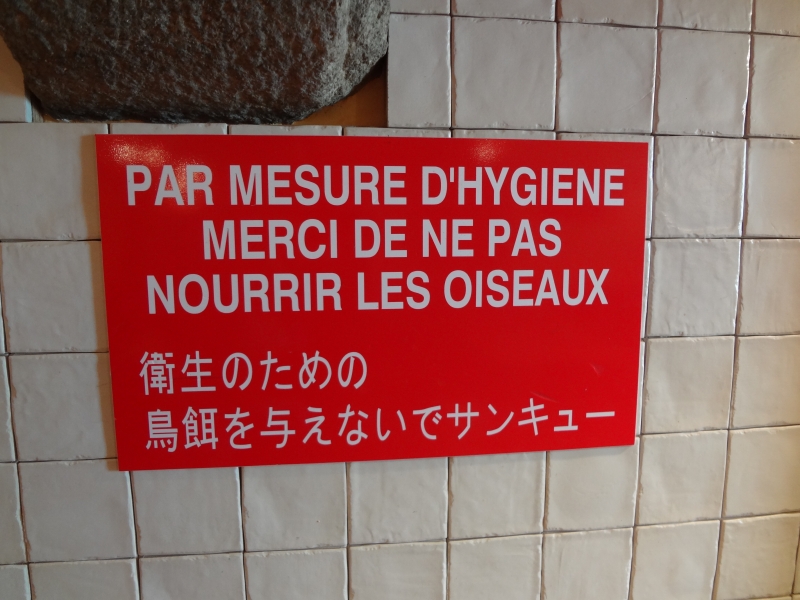 PAR MESURE D'HYGIENE
MERCI DE NE PAS
NOURRIR LES OISEAUX
衛生のための
鳥餌を与えないでサンキュー